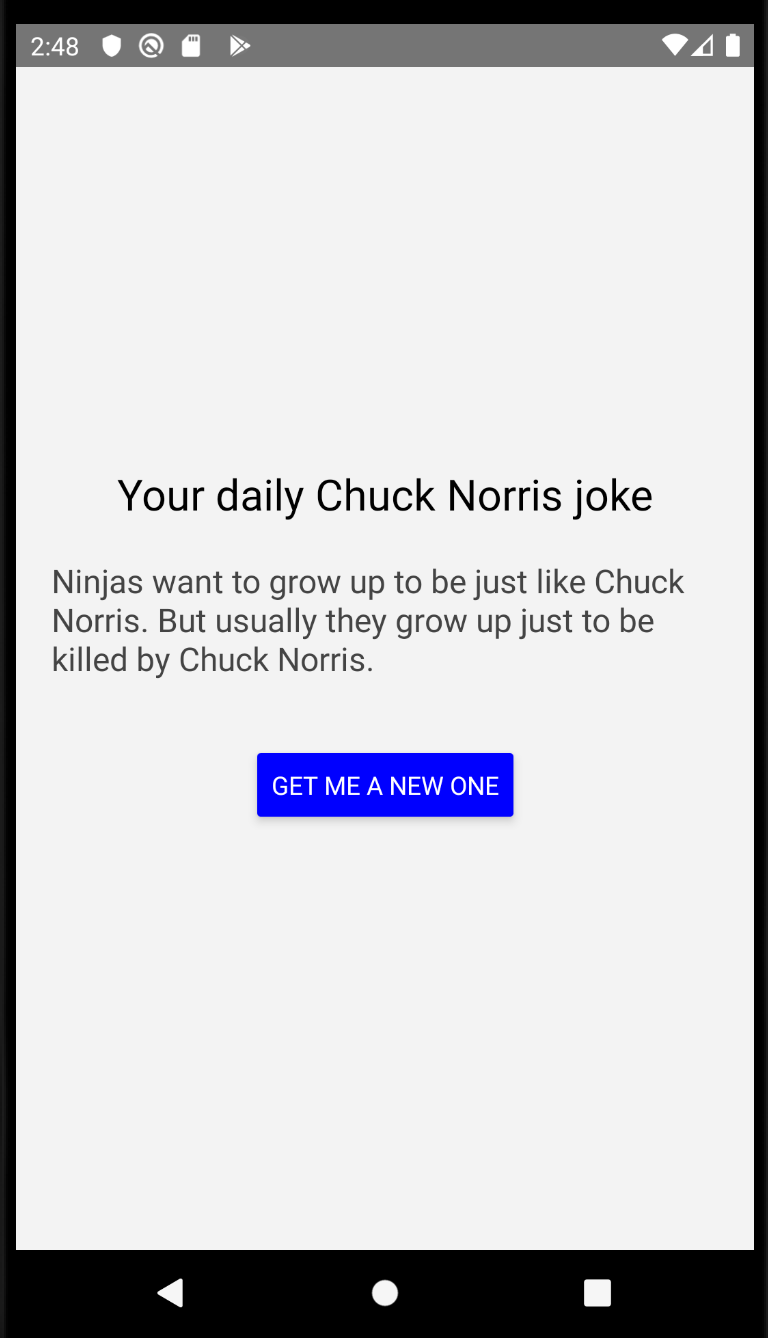 2:48
Your daily Chuck Norris joke
Ninjas want to grow up to be just like Chuck
Norris. But usually they grow up just to be
killed by Chuck Norris.
GET ME A NEW ONE